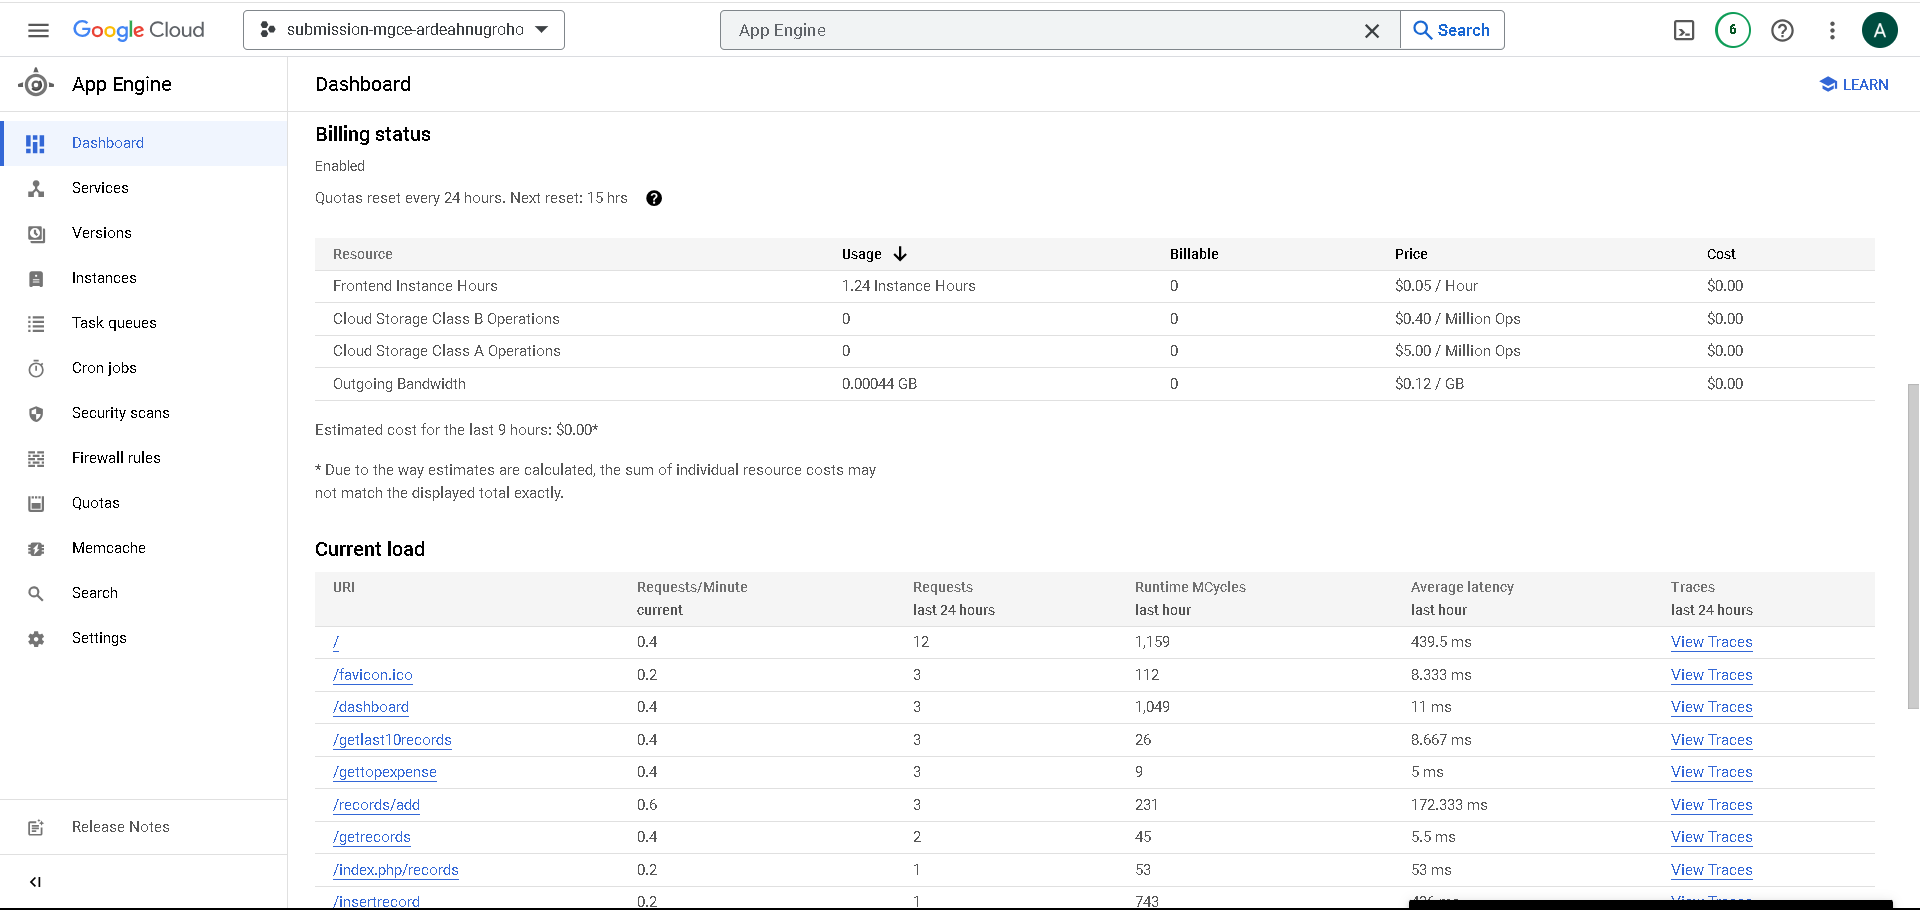 Google Cloud
submission-mgce-ardeahnugroho
App Engine
Search
6
A
App Engine
Dashboard
LEARN
Dashboard
Services
Versions
Instances
Task queues
Cron jobs
Security scans
Firewall rules
Quotas
Memcache
Search
Settings
Release Notes
Billing status
Enabled
Quotas reset every 24 hours. Next reset: 15 hrs
Resource Usage Billable Price Cost
Frontend Instance Hours 1.24 Instance Hours 0 $0.05 / Hour $0.00
Cloud Storage Class B Operations 0 0 $0.40 / Million Ops $0.00
Cloud Storage Class A Operations 0 0 $5.00 / Million Ops $0.00
Outgoing Bandwidth 0.00044 GB 0 $0.12 / GB $0.00
Estimated cost for the last 9 hours: $0.00*
* Due to the way estimates are calculated, the sum of individual resource costs may
not match the displayed total exactly.
Current load
URI Requests/Minute Requests Runtime MCycles Average latency Traces
current last 24 hours last hour last hour last 24 hours
/ 0.4 12 1,159 439.5 ms View Traces
/favicon.ico 0.2 3 112 8.333 ms View Traces
/dashboard 0.4 3 1,049 11 ms View Traces
/getlast10records 0.4 3 26 8.667 ms View Traces
/gettopexpense 0.4 3 9 5 ms View Traces
/records/add 0.6 3 231 172.333 ms View Traces
/getrecords 0.4 2 45 5.5 ms View Traces
/index.php/records 0.2 1 53 53 ms View Traces
/insertrecord 0.2 1 743 ms View Traces